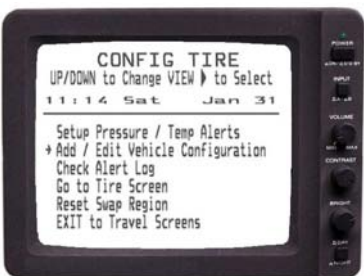 CONFIG TIRE
UP/DOWN to Change VIEW to Select
11:14 Sat Jan 31
Setup Pressure / Temp Alerts
Add / Edit Vehicle Configuration
Check Alert Log
Go to Tire Screen
Reset Swap Region
EXIT to Travel Screens
POWER
INPUT
VOLUME
MAX
CONTRAST
BRIGHT